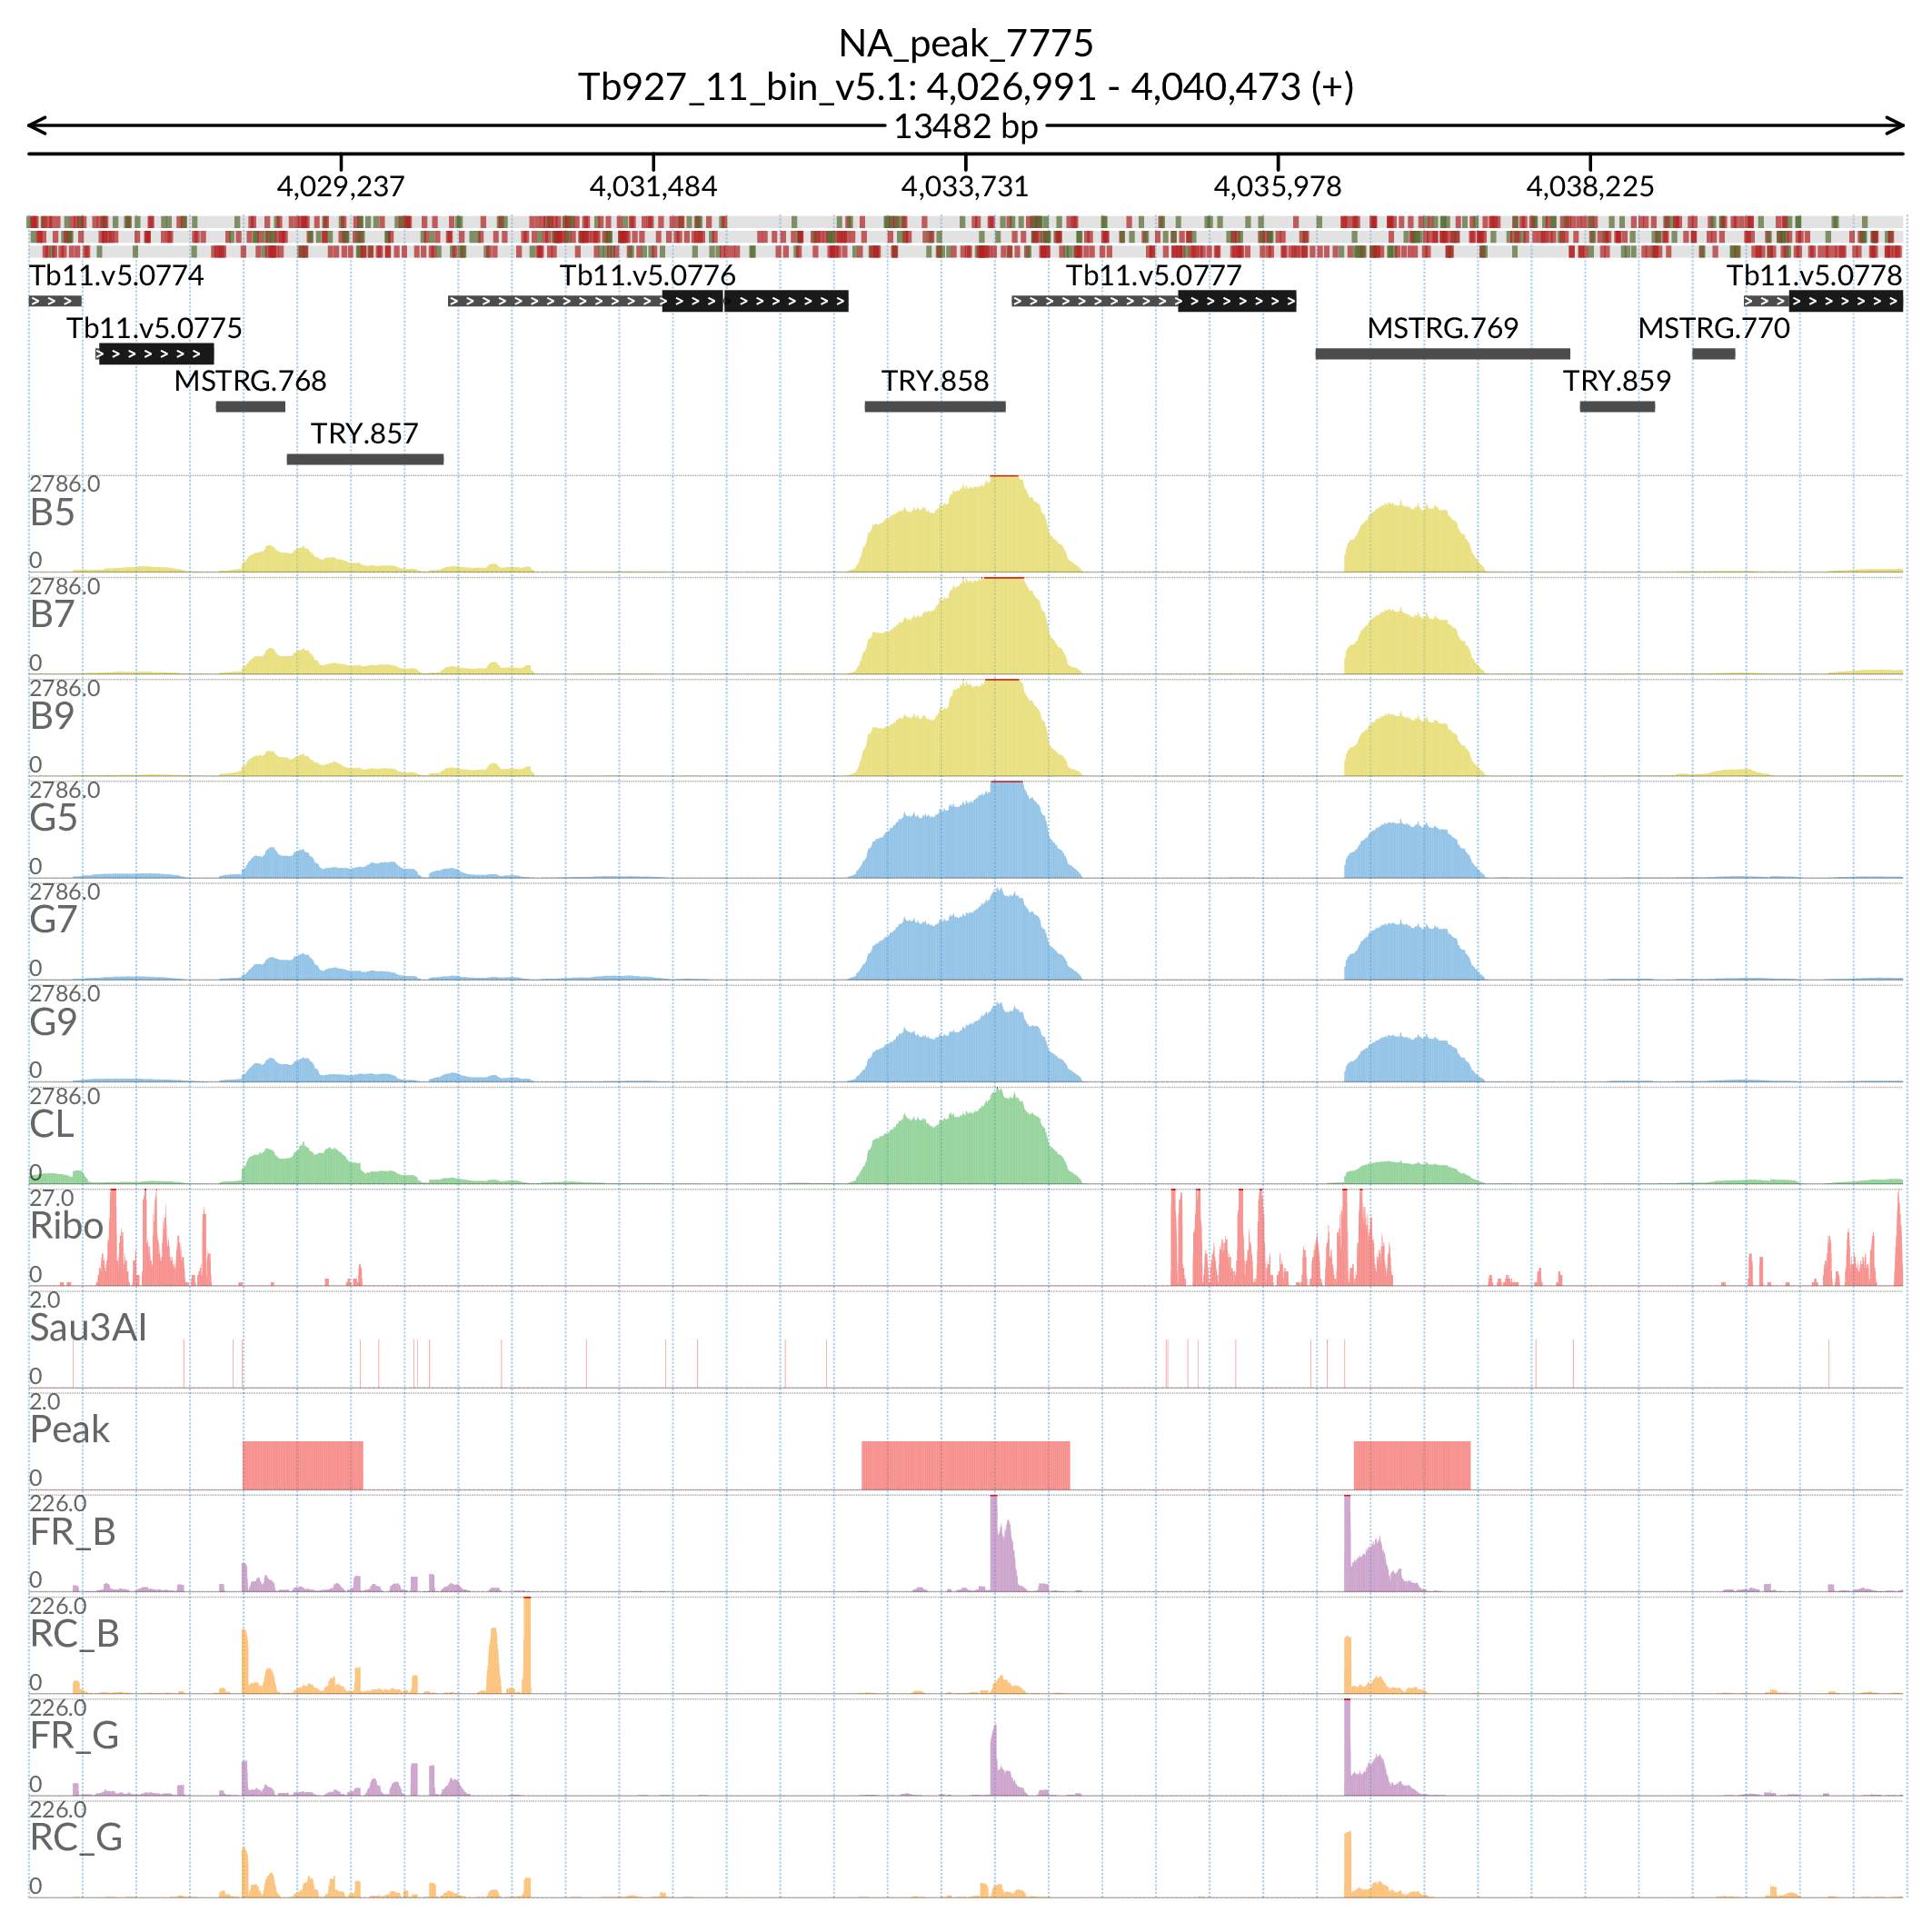 NA_peak_7775
Tb927_11_bin_v5.1: 4,026,991 - 4,040,473 (+)
13482 bp
4,029,237 4,031,484 4,033,731 4,035,978 4,038,225
Tb11.v5.0774 Tb11.v5.0776 Tb11.v5.0777 Tb11.v5.0778
Tb11.v5.0775 MSTRG.769 MSTRG.770
MSTRG.768 TRY.858 TRY.859
TRY.857
2786.0
B5
0
2786.0
B7
0
2786.0
B9
0
2786.0
G5
0
2786.0
G7
0
2786.0
G9
0
2786.0
CL
0
27.0
Ribo
0
2.0
Sau3AI
0
2.0
Peak
0
226.0
FR_B
0
226.0
RC_B
0
226.0
FR_G
0
226.0
RC_G
0